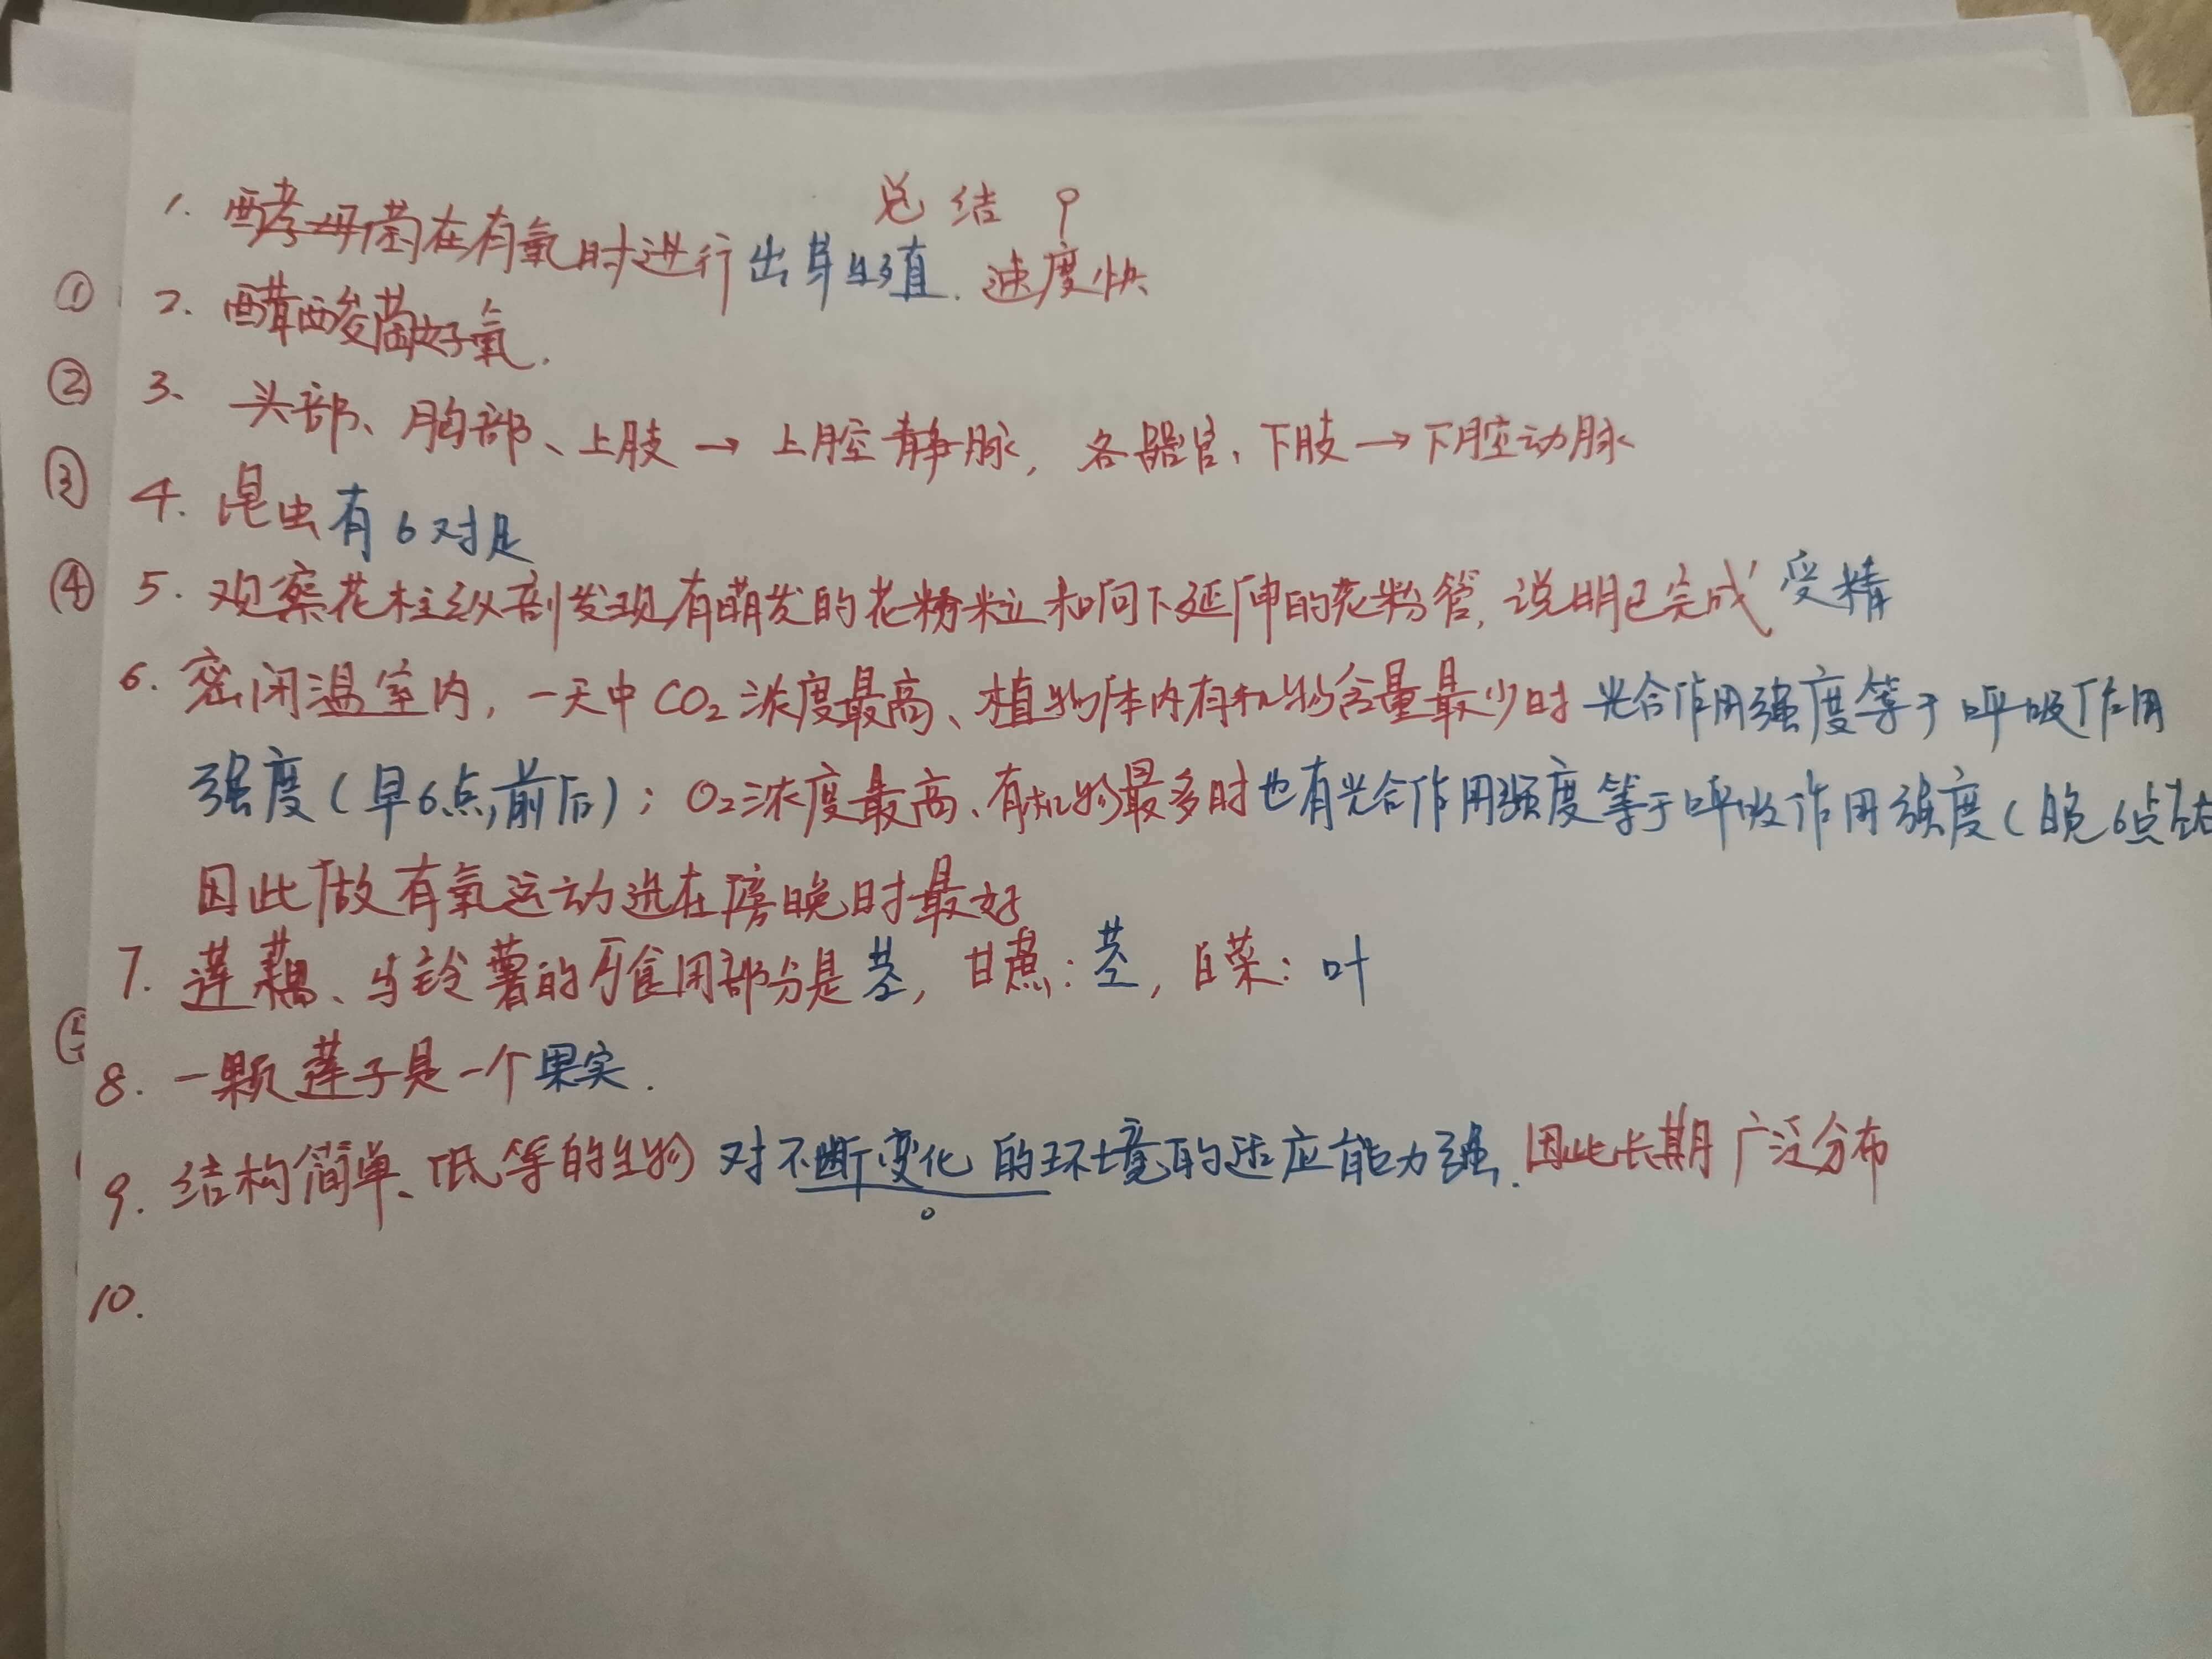 总结 9
1. 酵母菌在有氧时进行出芽生殖. 速度快
① 2. 醋酸菌好氧.
② 3. 头部、胸部、上肢→上腔静脉, 各器官、下肢→下腔动脉
③ 4. 昆虫有6对足
④ 5. 观察花柱纵剖发现有萌发的花粉粒和向下延伸的花粉管, 说明已完成受精
6. 密闭温室内, 一天中CO₂浓度最高、植物体内有机物含量最少时光合作用强度等于呼吸作用
强度(早6点前后); O₂浓度最高、有机物最多时也有光合作用强度等于呼吸作用强度(晚6点左右
因此做有氧运动选在傍晚时最好
7. 莲藕、马铃薯的可食用部分是茎, 甘蔗: 茎, 白菜: 叶
⑤
8. 一颗莲子是一个果实.
9. 结构简单、低等的生物对不断变化的环境的适应能力强. 因此长期广泛分布
10.